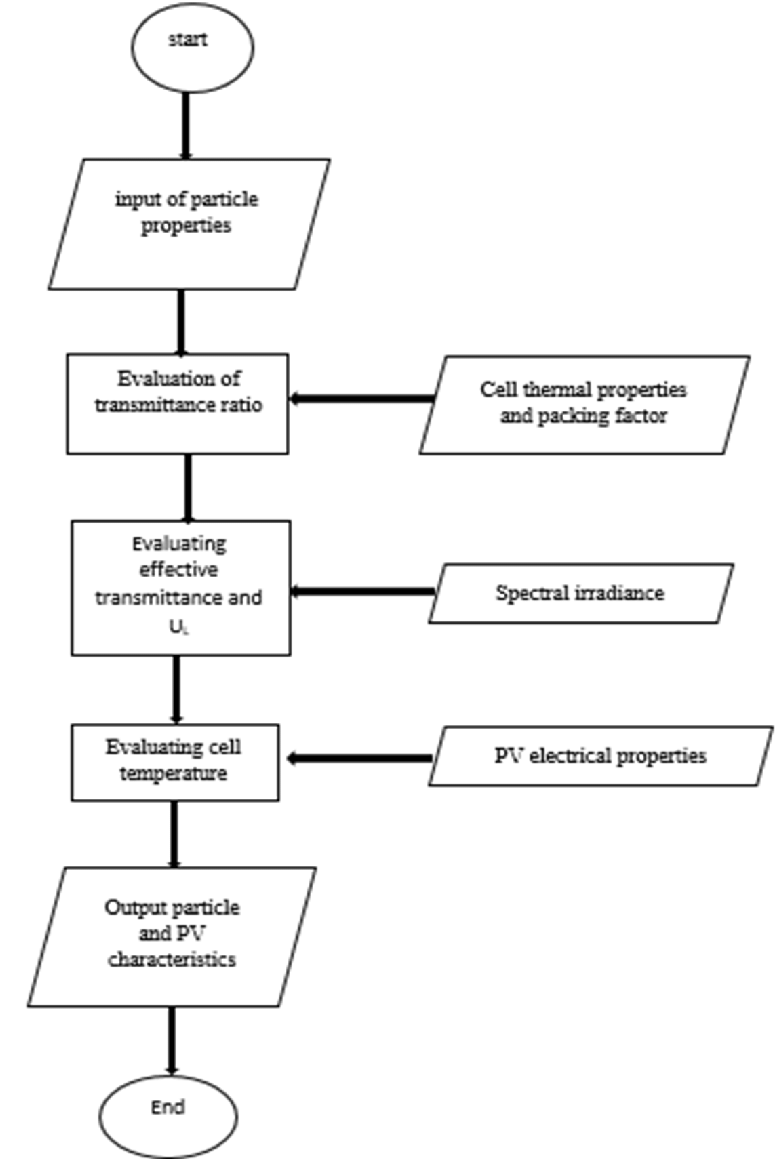 start
input of particle
properties
Evaluation of
transmittance ratio
Cell thermal properties
and packing factor
Evaluating
effective
transmittance and
U_L
Spectral irradiance
Evaluating cell
temperature
PV electrical properties
Output particle
and PV
characteristics
End